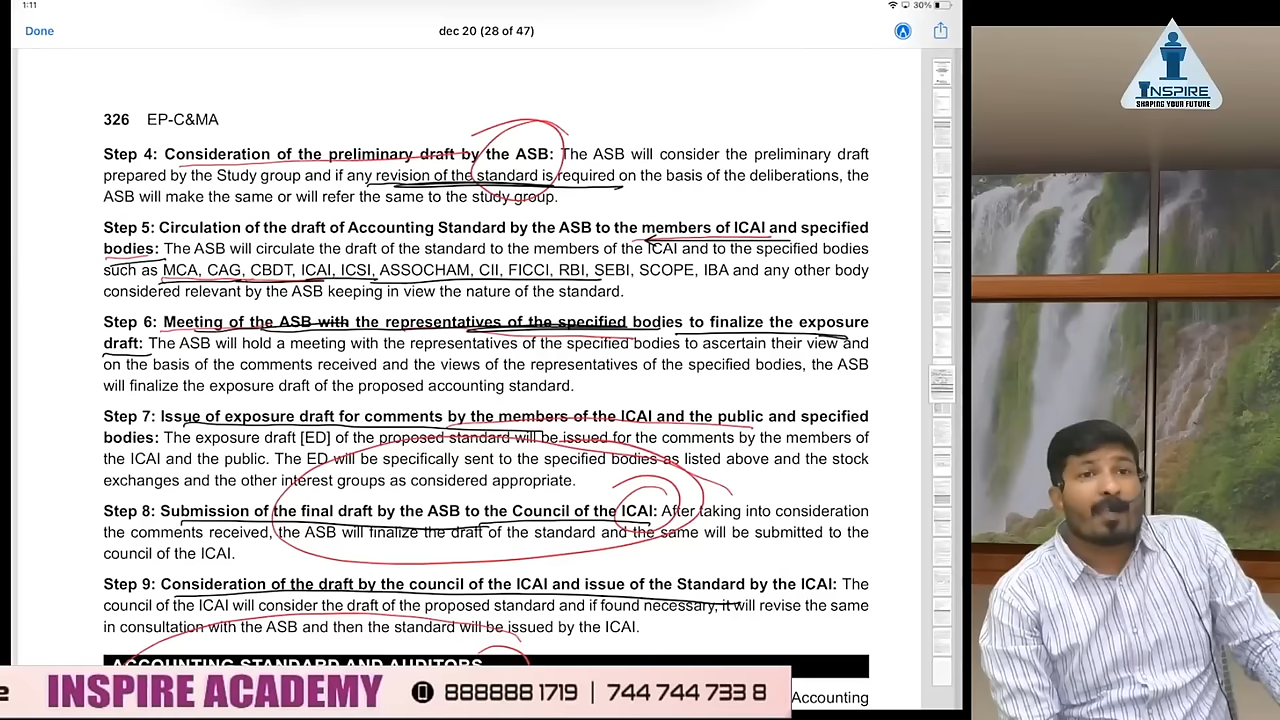 1:11
30%
Done
dec 20 (28 of 47)
INSPIRE
SHAPING YOUR FUTURE
326 EP-C&MA
Step 4: Consideration of the preliminary draft by the ASB: The ASB will consider the preliminary draft
prepared by the Study group and if any revision of the standard is required on the basis of the deliberations, the
ASB will make the same or will refer the same to the study group.
Step 5: Circulation of the draft of Accounting Standard by the ASB to the members of ICAI and specified
bodies: The ASB will circulate the draft of the standard to the members of the ICAI and to the specified bodies
such as MCA, CAG, CBDT, ICAI, ICSI, ASSOCHAM, CII, FICCI, RBI, SEBI, SCOPE, IBA and any other body
considered relevant by the ASB keeping in view the nature of the standard.
Step 6: Meeting of the ASB with the representatives of the specified bodies to finalize the exposure
draft: The ASB will hold a meeting with the representatives of the specified bodies to ascertain their view and
on the basis of the comments received and the views of the representatives of the specified bodies, the ASB
will finalize the exposure draft of the proposed accounting standard.
Step 7: Issue of exposure draft for comments by the members of the ICAI and the public and specified
bodies: The exposure draft [ED] of the proposed standard will be issued for the comments by the members of
the ICAI and the public. The ED will be specifically sent to the specified bodies as listed above and the stock
exchanges and the other interest groups as considered appropriate.
Step 8: Submission of the final draft by the ASB to the Council of the ICAI: After taking into consideration
the comments received, the ASB will finalize the draft of the standard and the same will be submitted to the
council of the ICAI.
Step 9: Consideration of the draft by the council of the ICAI and issue of the Standard by the ICAI: The
council of the ICAI will consider the draft of the proposed standard and if found necessary, it will revise the same
in consultation with the ASB and then the standard will be issued by the ICAI.
ACCOUNTING STANDARD AND AUDITORS
Accounting
INSPIRE ACADEMY 888888 1719 | 744 744 733 8